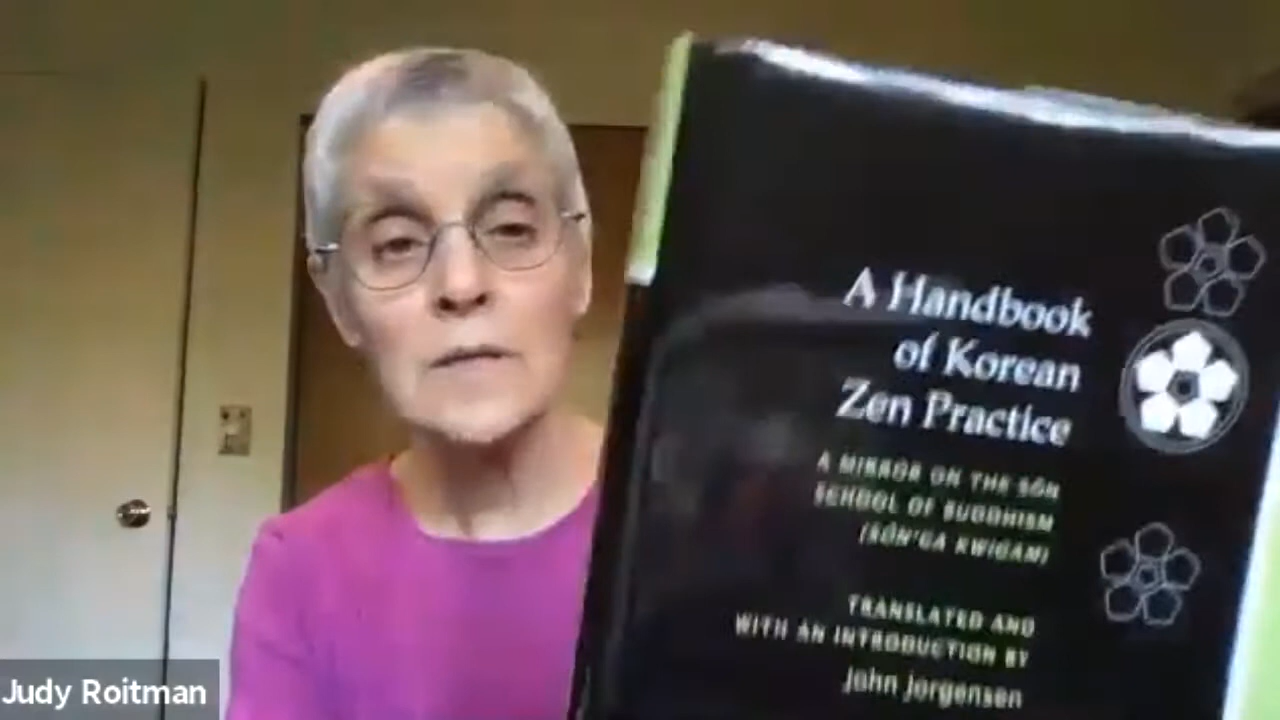 A Handbook
of Korean
Zen Practice
A MIRROR ON THE SŎN
SCHOOL OF BUDDHISM
(SŎN'GA KWIGAM)
TRANSLATED AND
WITH AN INTRODUCTION BY
John Jorgensen
Judy Roitman